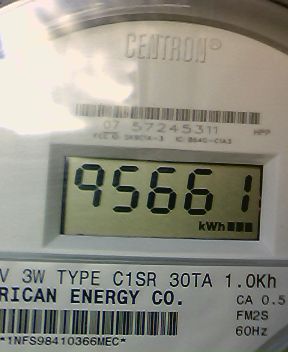 CENTRON®
07 57245311 HPP
95661
kWh
V 3W TYPE C1SR 30TA 1.0Kh
RICAN ENERGY CO. CA 0.5
FM2S
60Hz
*1NFS98410366MEC*